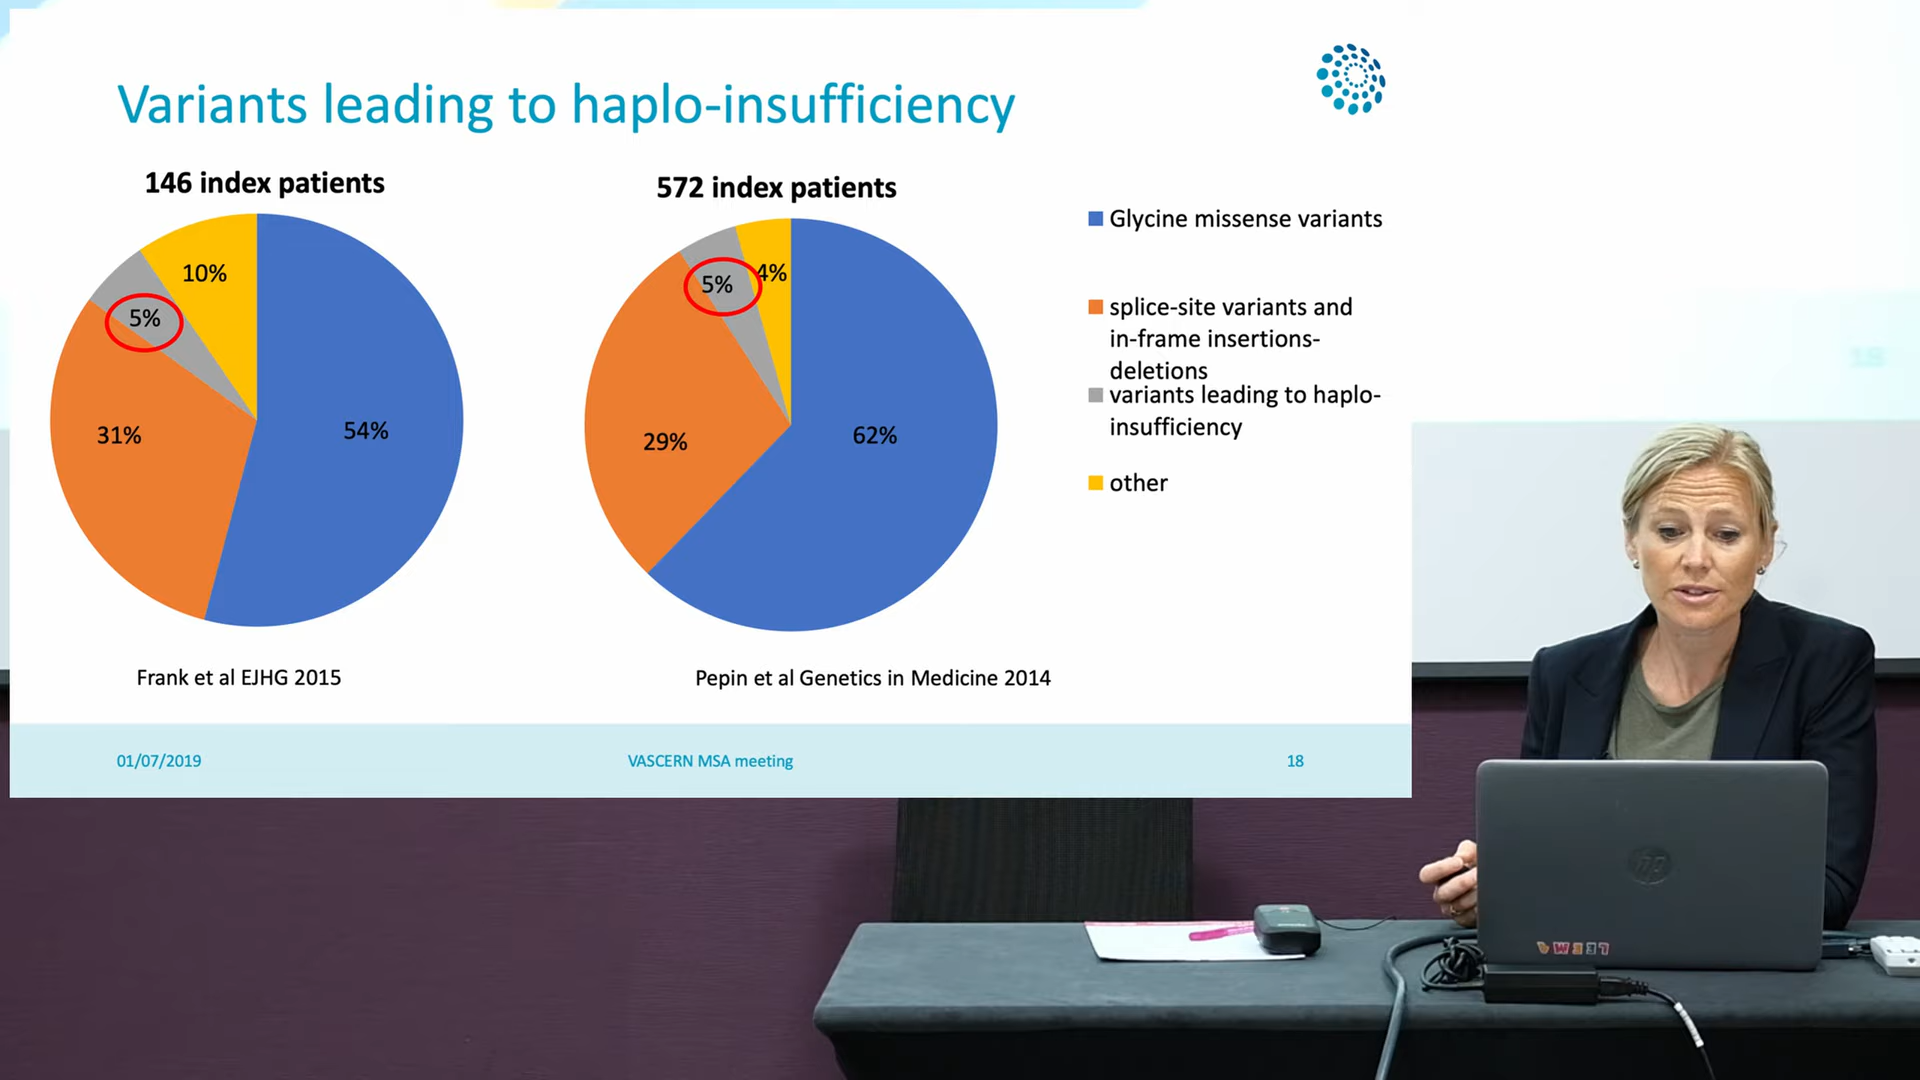 Variants leading to haplo-insufficiency
146 index patients
10%
5%
31%
54%
Frank et al EJHG 2015
572 index patients
4%
5%
29%
62%
Pepin et al Genetics in Medicine 2014
Glycine missense variants
splice-site variants and
in-frame insertions-
deletions
variants leading to haplo-
insufficiency
other
01/07/2019
VASCERN MSA meeting
18
hp